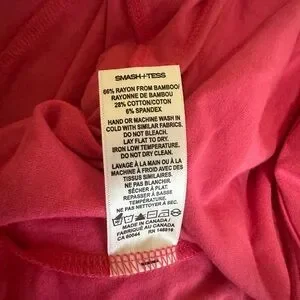 SMASH+TESS
66% RAYON FROM BAMBOO/
RAYONNE DE BAMBOU
28% COTTON/COTON
6% SPANDEX
HAND OR MACHINE WASH IN
COLD WITH SIMILAR FABRICS.
DO NOT BLEACH.
LAY FLAT TO DRY.
IRON LOW TEMPERATURE.
DO NOT DRY CLEAN.
LAVAGE À LA MAIN OU À LA
MACHINE À FROID AVEC DES
TISSUS SIMILAIRES.
NE PAS BLANCHIR.
SÉCHER À PLAT.
REPASSER À BASSE
TEMPÉRATURE.
NE PAS NETTOYER À SEC.
MADE IN CANADA /
FABRIQUÉ AU CANADA
CA 60044 RN 148816